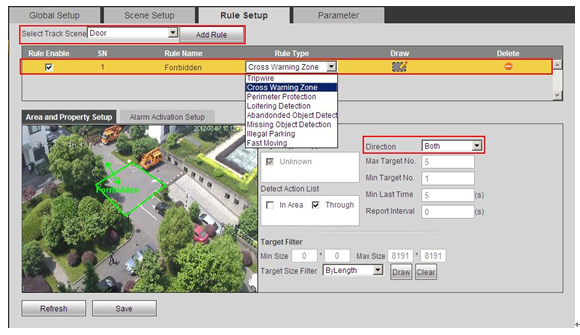 Global Setup Scene Setup Rule Setup Parameter
Select Track Scene Door Add Rule
Rule Enable SN Rule Name Rule Type Draw Delete
1 Forrbidden Cross Warning Zone
Tripwire
Cross Warning Zone
Perimeter Protection
Loitering Detection
Abandonded Object Detect
Missing Object Detection
Illegal Parking
Fast Moving
Area and Property Setup Alarm Activation Setup
Forrbidden
Unknown
Detect Action List
In Area Through
Direction Both
Max Target No. 5
Min Target No. 1
Min Last Time 5 (s)
Report Interval 0 (s)
Target Filter
Min Size 0 * 0 Max Size 8191 * 8191
Target Size Filter ByLength Draw Clear
Refresh Save